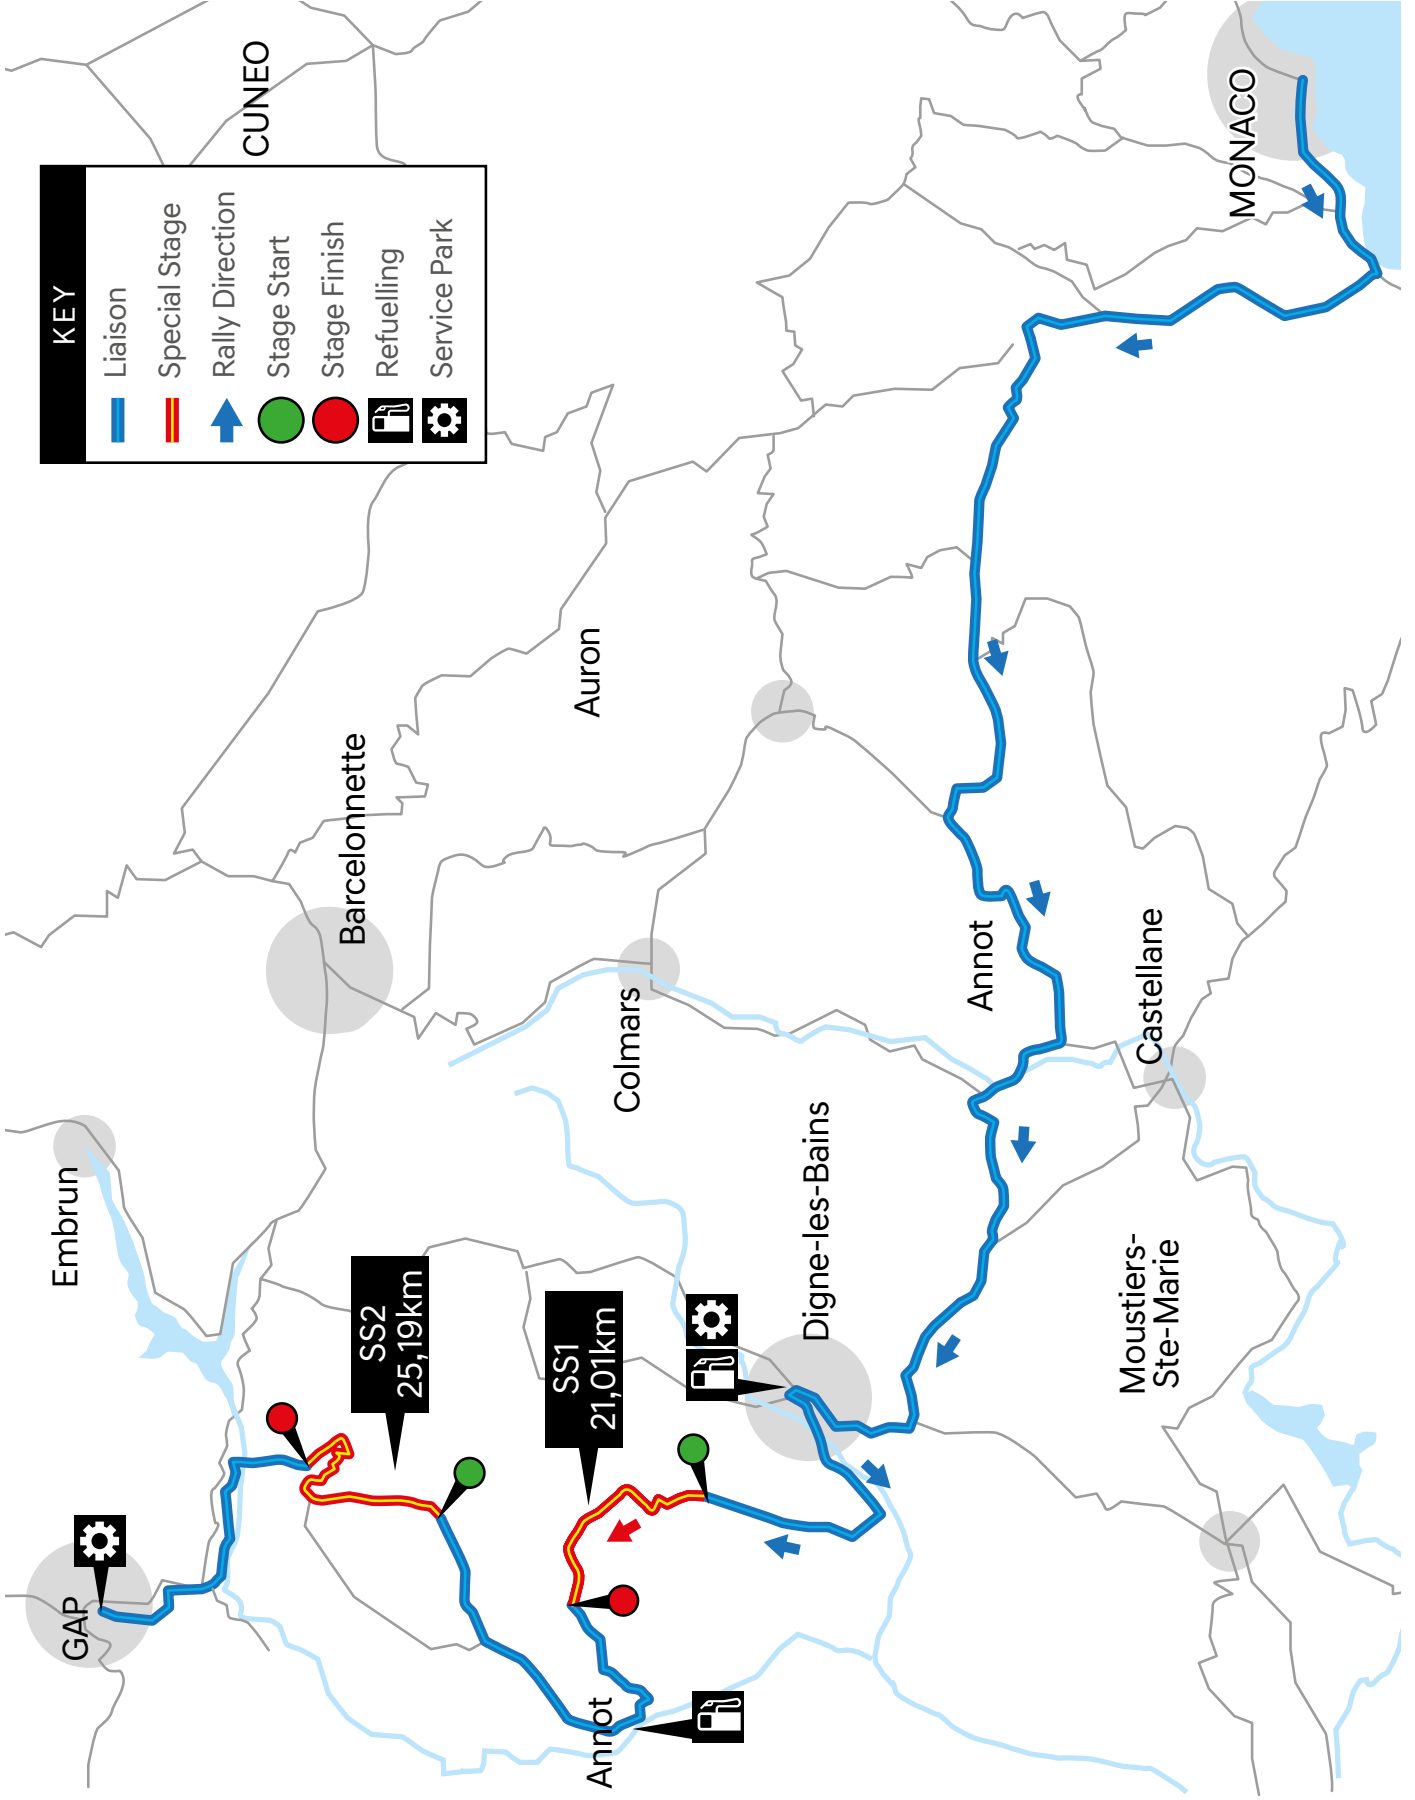 KEY
Liaison
Special Stage
Rally Direction
Stage Start
Stage Finish
Refuelling
Service Park
CUNEO
MONACO
Auron
Barcelonnette
Annot
Castellane
Colmars
Embrun
Digne-les-Bains
Moustiers-
Ste-Marie
SS2
25,19km
SS1
21,01km
GAP
Annot